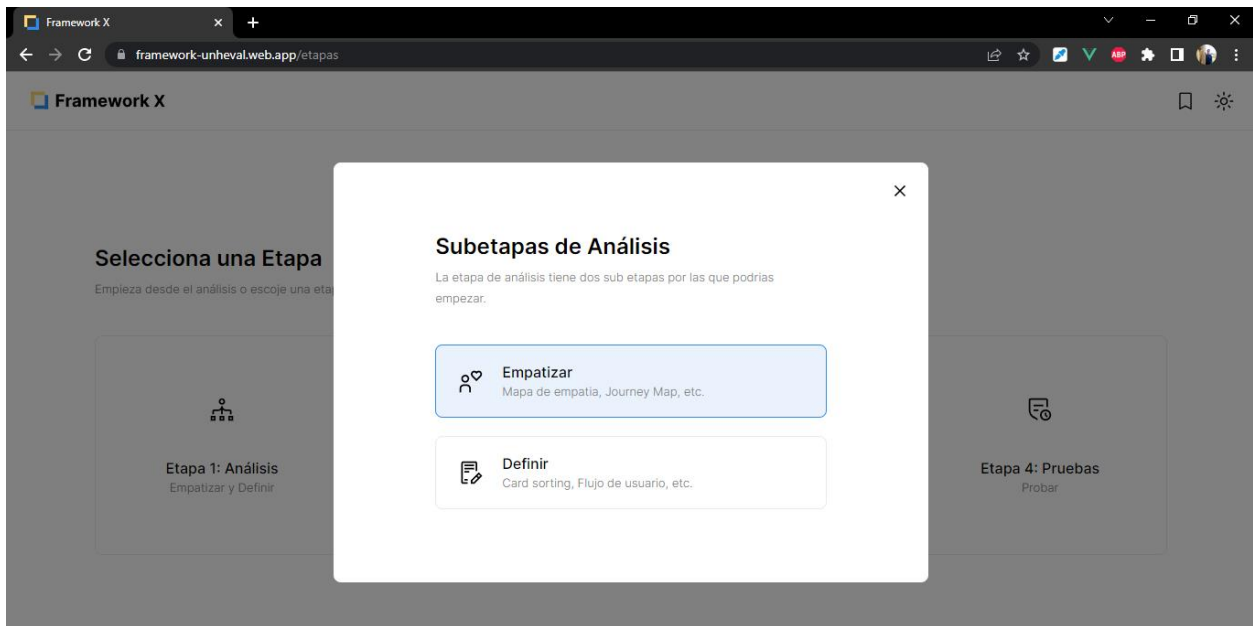 Framework X
framework-unheval.web.app/etapas
ABP
Framework X
Selecciona una Etapa
Empieza desde el análisis o escoje una
Etapa 1: Análisis
Empatizar y Definir
Subetapas de Análisis
La etapa de análisis tiene dos sub etapas por las que podrias
empezar.
Empatizar
Mapa de empatia, Journey Map, etc.
Definir
Card sorting, Flujo de usuario, etc.
Etapa 4: Pruebas
Probar